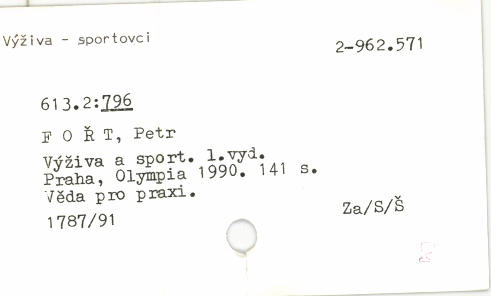 Výživa - sportovci
2-962.571
613.2:796
F O Ř T, Petr
Výživa a sport. 1.vyd.
Praha, Olympia 1990. 141 s.
Věda pro praxi.
1787/91
Za/S/Š